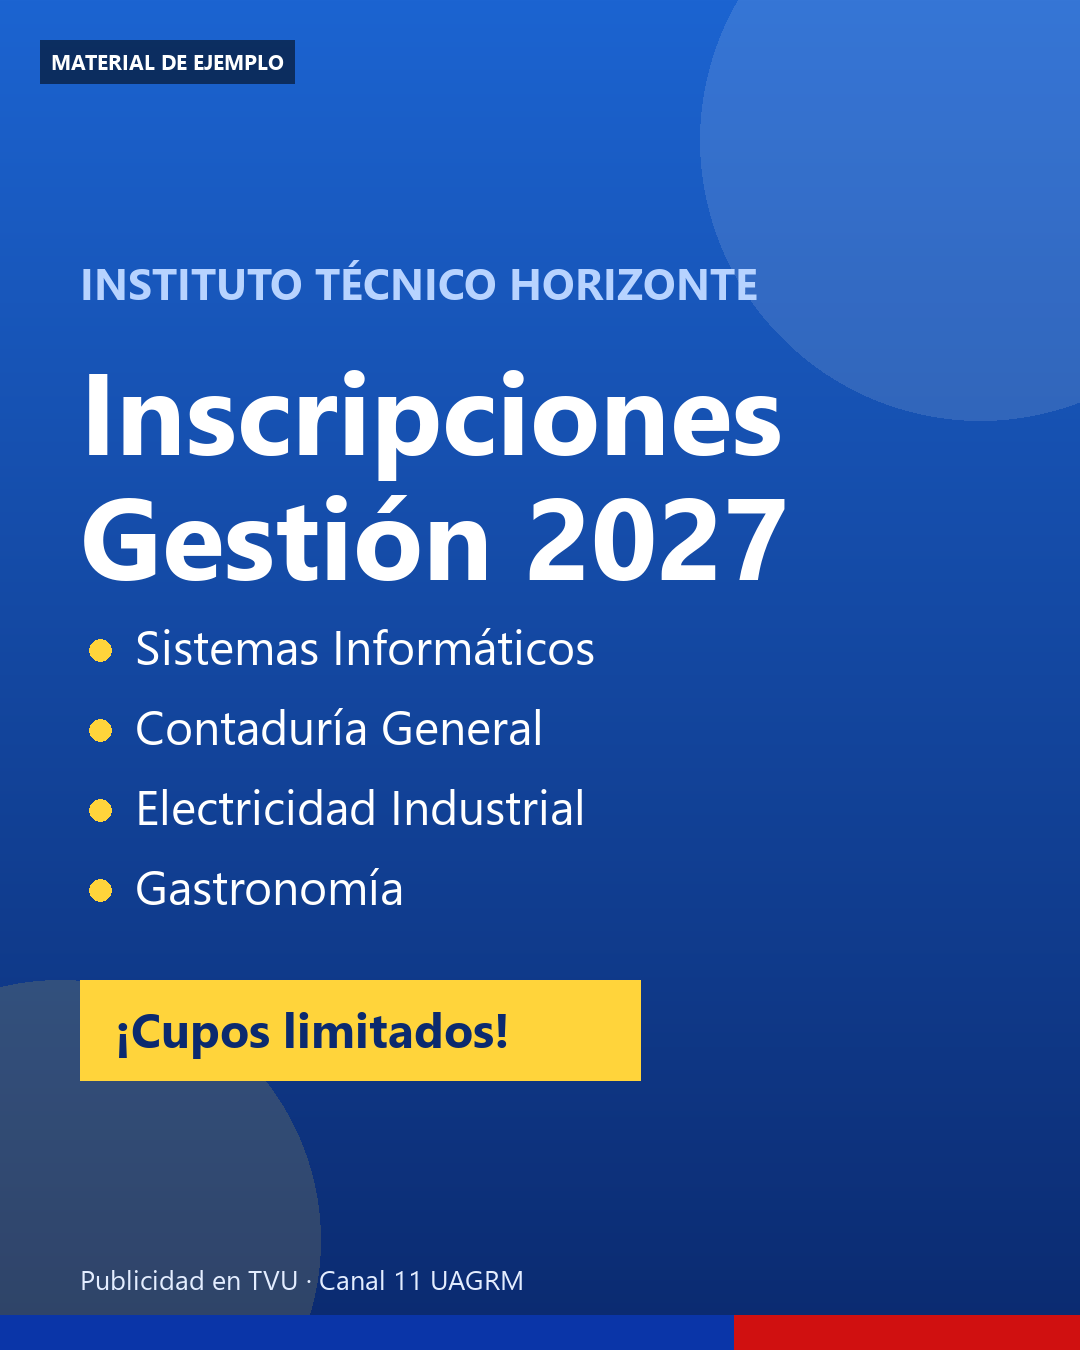 MATERIAL DE EJEMPLO
INSTITUTO TÉCNICO HORIZONTE
Inscripciones
Gestión 2027
Sistemas Informáticos
Contaduría General
Electricidad Industrial
Gastronomía
¡Cupos limitados!
Publicidad en TVU · Canal 11 UAGRM